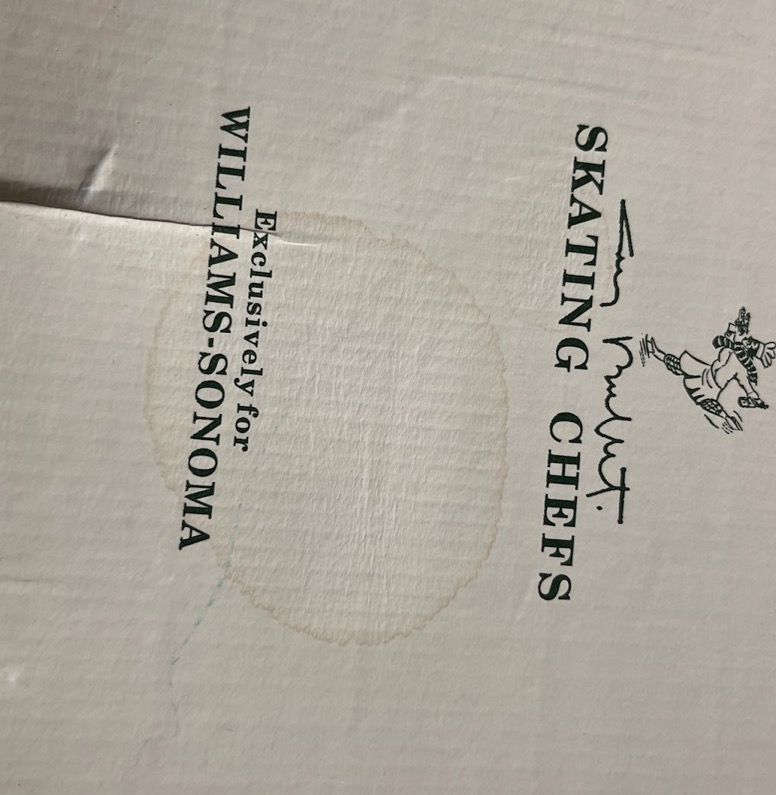 SKATING CHEFS
Exclusively for
WILLIAMS-SONOMA